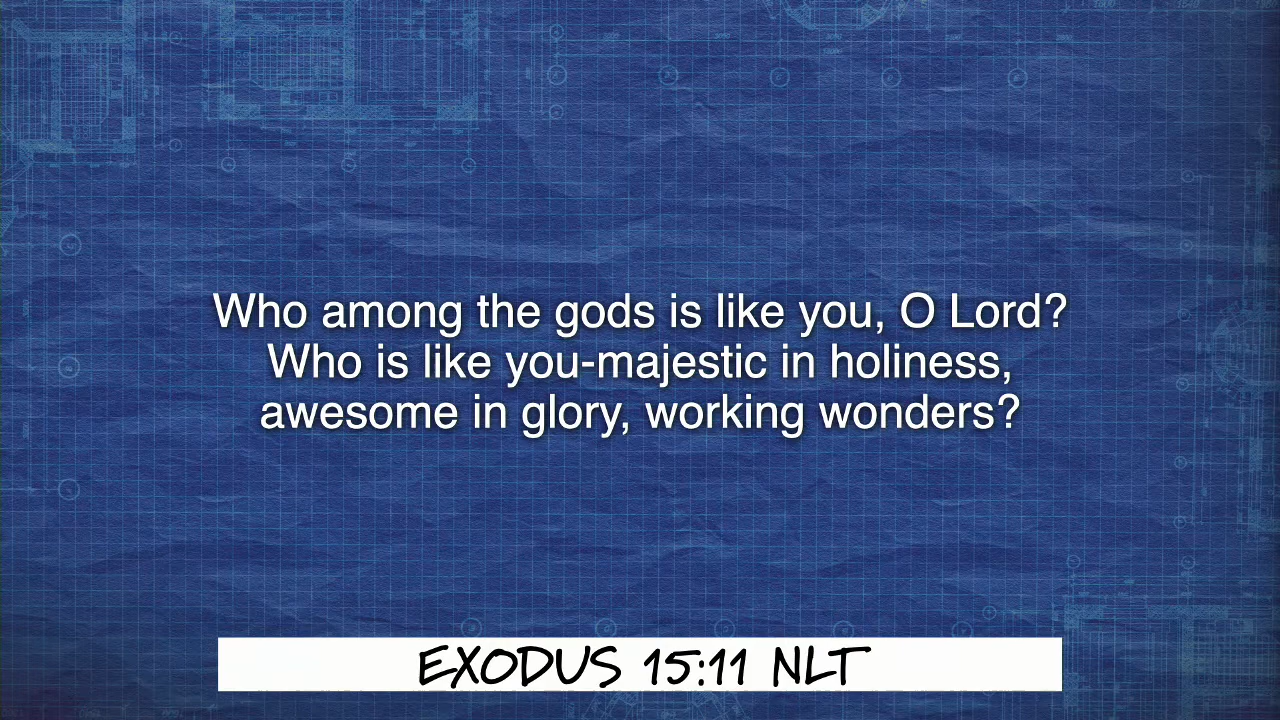 Who among the gods is like you, O Lord?
Who is like you-majestic in holiness,
awesome in glory, working wonders?
EXODUS 15:11 NLT